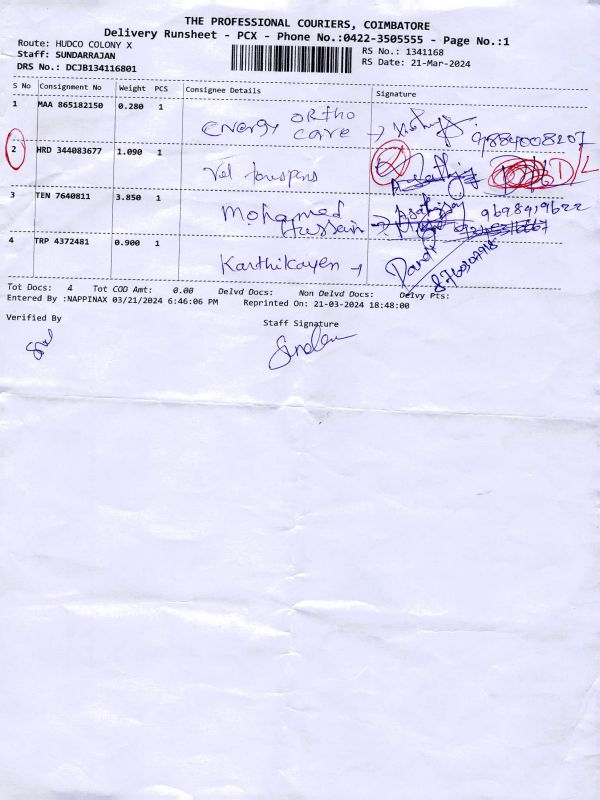 THE PROFESSIONAL COURIERS, COIMBATORE
Delivery Runsheet - PCX - Phone No.:0422-3505555 - Page No.:1
Route: HUDCO COLONY X
RS No.: 1341168
Staff: SUNDARRAJAN
RS Date: 21-Mar-2024
DRS No.: DCJB134116801
S No Consignment No Weight PCS Consignee Details Signature
1 MAA 865182150 0.280 1
energy ortho care
9884008207
2 HRD 344083677 1.090 1
Vel
D/L
3 TEN 7640811 3.850 1
Mohamed Hussain
9698419622
4 TRP 4372481 0.900 1
Karthikayen
Tot Docs: 4 Tot COD Amt: 0.00 Delvd Docs: Non Delvd Docs: Delvy Pts:
Entered By :NAPPINAX 03/21/2024 6:46:06 PM Reprinted On: 21-03-2024 18:48:00
Verified By
Staff Signature